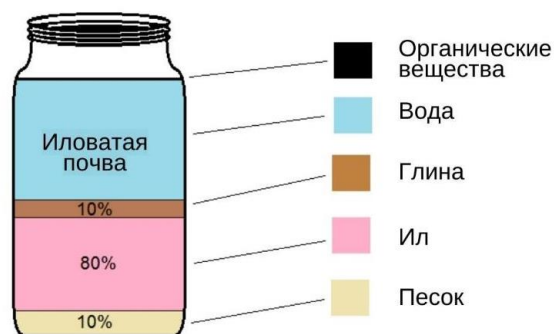 Органические
вещества
Вода
Иловатая
почва
Глина
10%
Ил
80%
Песок
10%